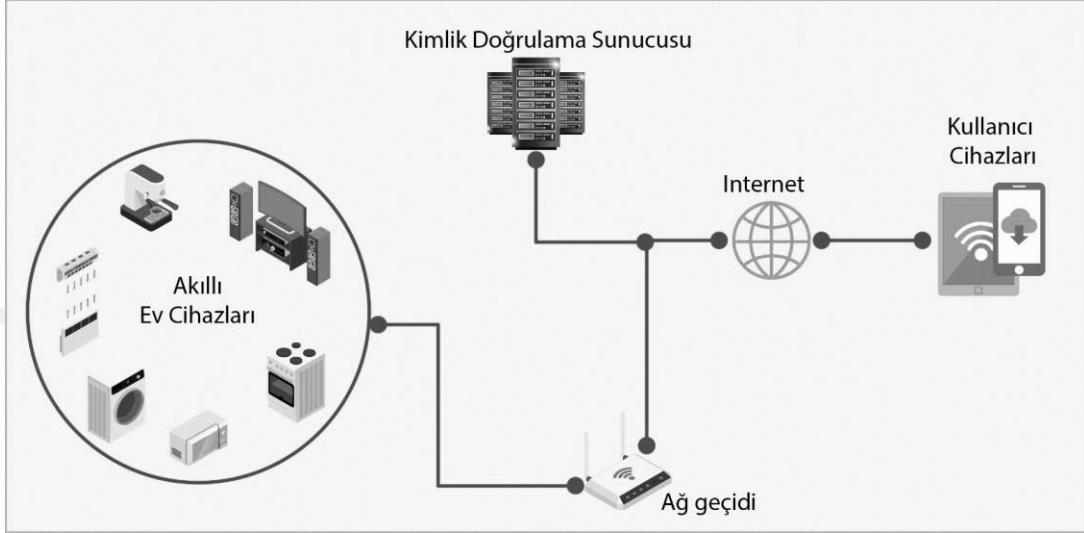 Kimlik Doğrulama Sunucusu
Kullanıcı
Cihazları
Internet
Akıllı
Ev Cihazları
Ağ geçidi